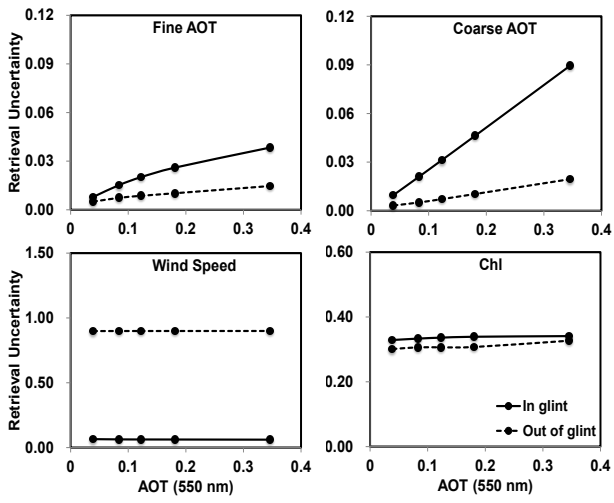 Fine AOT
Retrieval Uncertainty
0.12
0.09
0.06
0.03
0.00
0 0.1 0.2 0.3 0.4
Coarse AOT
0.12
0.09
0.06
0.03
0.00
0 0.1 0.2 0.3 0.4
Wind Speed
Retrieval Uncertainty
1.50
1.00
0.50
0.00
0 0.1 0.2 0.3 0.4
AOT (550 nm)
Chl
0.60
0.40
0.20
0.00
In glint
Out of glint
0 0.1 0.2 0.3 0.4
AOT (550 nm)